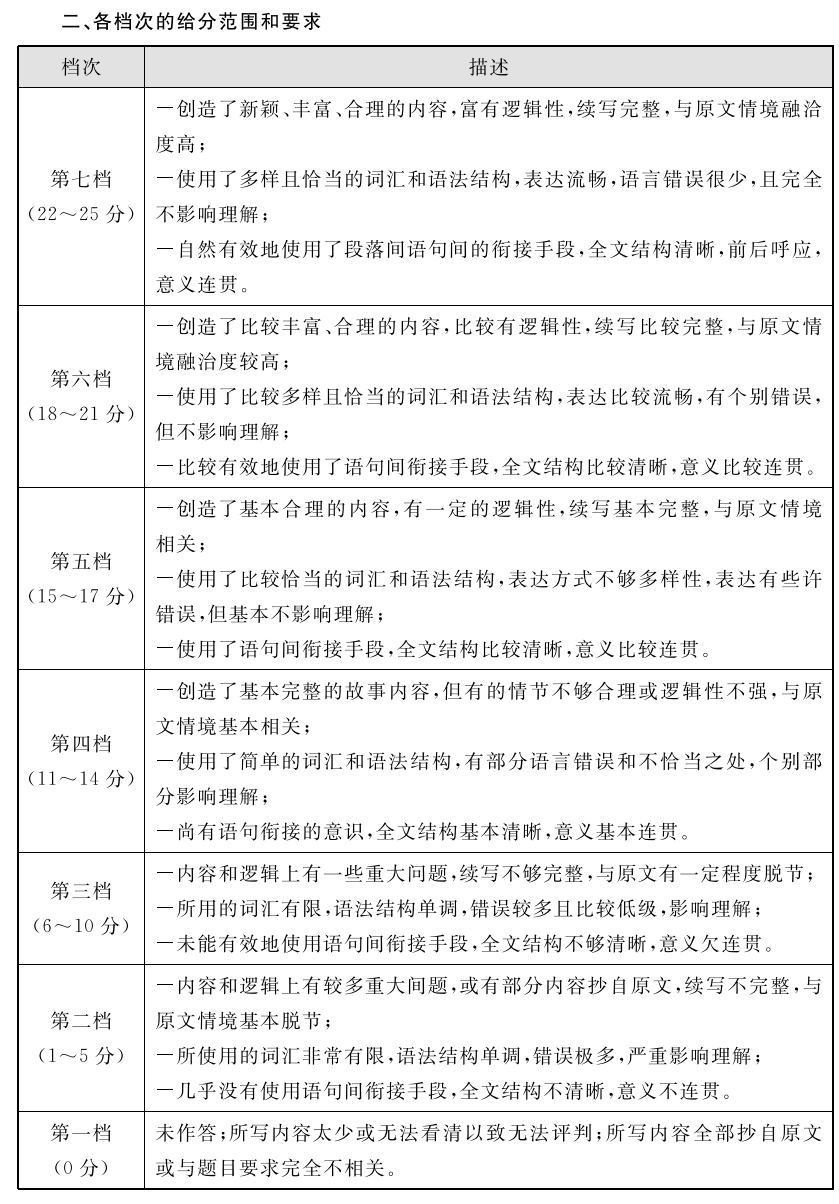 二、各档次的给分范围和要求
档次 描述
第七档
(22～25 分)
—创造了新颖、丰富、合理的内容,富有逻辑性,续写完整,与原文情境融洽
度高;
—使用了多样且恰当的词汇和语法结构,表达流畅,语言错误很少,且完全
不影响理解;
—自然有效地使用了段落间语句间的衔接手段,全文结构清晰,前后呼应,
意义连贯。
第六档
(18～21 分)
—创造了比较丰富、合理的内容,比较有逻辑性,续写比较完整,与原文情
境融治度较高;
—使用了比较多样且恰当的词汇和语法结构,表达比较流畅,有个别错误,
但不影响理解;
—比较有效地使用了语句间衔接手段,全文结构比较清晰,意义比较连贯。
第五档
(15～17 分)
—创造了基本合理的内容,有一定的逻辑性,续写基本完整,与原文情境
相关;
—使用了比较恰当的词汇和语法结构,表达方式不够多样性,表达有些许
错误,但基本不影响理解;
—使用了语句间衔接手段,全文结构比较清晰,意义比较连贯。
第四档
(11～14 分)
—创造了基本完整的故事内容,但有的情节不够合理或逻辑性不强,与原
文情境基本相关;
—使用了简单的词汇和语法结构,有部分语言错误和不恰当之处,个别部
分影响理解;
—尚有语句衔接的意识,全文结构基本清晰,意义基本连贯。
第三档
(6～10 分)
—内容和逻辑上有一些重大问题,续写不够完整,与原文有一定程度脱节;
—所用的词汇有限,语法结构单调,错误较多且比较低级,影响理解;
—未能有效地使用语句间衔接手段,全文结构不够清晰,意义欠连贯。
第二档
(1～5 分)
—内容和逻辑上有较多重大间题,或有部分内容抄自原文,续写不完整,与
原文情境基本脱节;
—所使用的词汇非常有限,语法结构单调,错误极多,严重影响理解;
—几乎没有使用语句间衔接手段,全文结构不清晰,意义不连贯。
第一档
(0 分)
未作答;所写内容太少或无法看清以致无法评判;所写内容全部抄自原文
或与题目要求完全不相关。